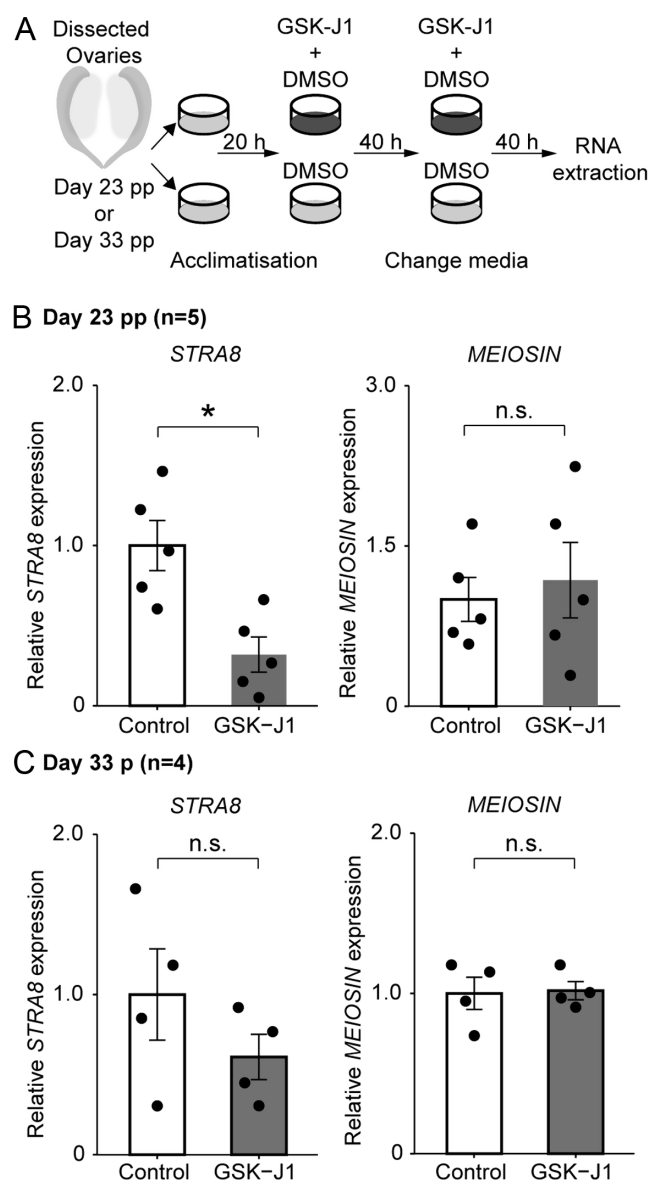 A
Dissected
Ovaries
GSK-J1
+
DMSO
GSK-J1
+
DMSO
20 h
40 h
40 h
RNA
extraction
DMSO
DMSO
Day 23 pp
or
Day 33 pp
Acclimatisation
Change media
B Day 23 pp (n=5)
STRA8
MEIOSIN
2.0
1.0
0
Relative STRA8 expression
*
Control
GSK−J1
3.0
1.5
0
Relative MEIOSIN expression
n.s.
Control
GSK−J1
C Day 33 p (n=4)
STRA8
MEIOSIN
2.0
1.0
0
Relative STRA8 expression
n.s.
Control
GSK−J1
2.0
1.0
0
Relative MEIOSIN expression
n.s.
Control
GSK−J1